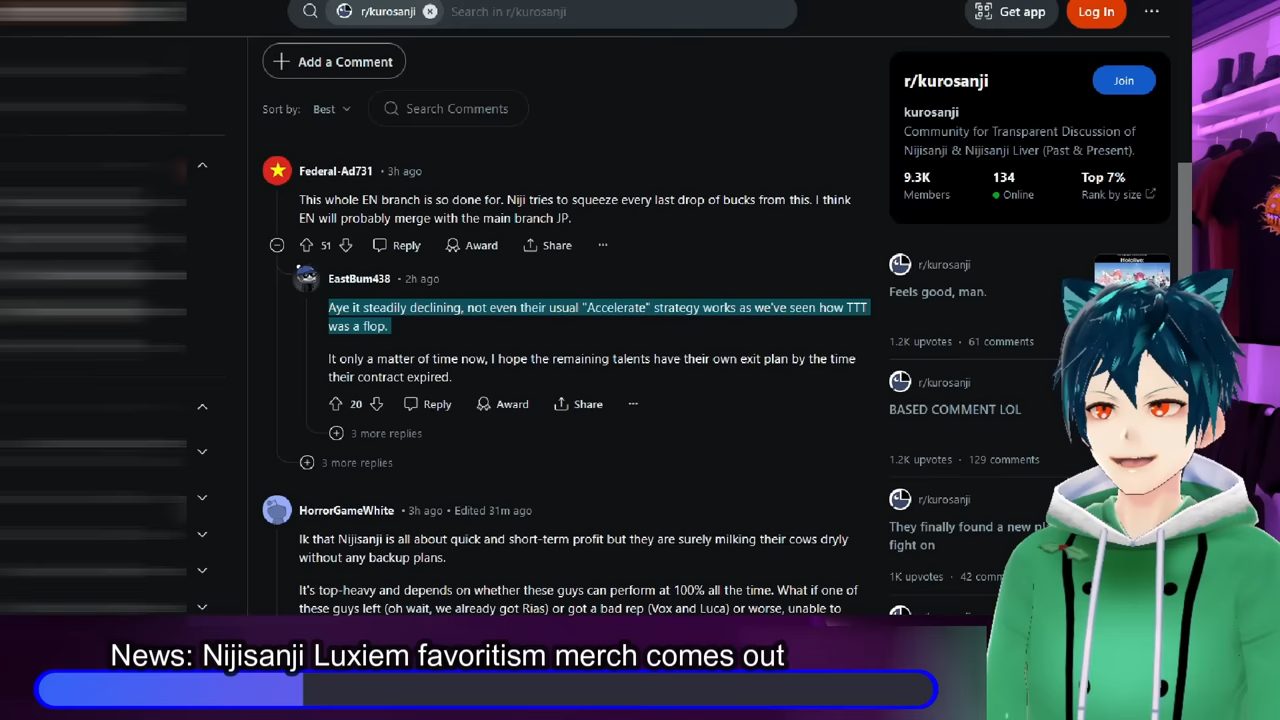 r/kurosanji
Search in r/kurosanji
Get app
Log In
Add a Comment
Sort by: Best
Search Comments
Federal-Ad731 • 3h ago
This whole EN branch is so done for. Niji tries to squeeze every last drop of bucks from this. I think
EN will probably merge with the main branch JP.
51 Reply Award Share
EastBum438 • 2h ago
Aye it steadily declining, not even their usual "Accelerate" strategy works as we've seen how TTT
was a flop.
It only a matter of time now, I hope the remaining talents have their own exit plan by the time
their contract expired.
20 Reply Award Share
3 more replies
3 more replies
HorrorGameWhite • 3h ago • Edited 31m ago
Ik that Nijisanji is all about quick and short-term profit but they are surely milking their cows dryly
without any backup plans.
It's top-heavy and depends on whether these guys can perform at 100% all the time. What if one of
these guys left (oh wait, we already got Rias) or got a bad rep (Vox and Luca) or worse, unable to
r/kurosanji
Join
kurosanji
Community for Transparent Discussion of
Nijisanji & Nijisanji Liver (Past & Present).
9.3K 134 Top 7%
Members Online Rank by size
r/kurosanji
Feels good, man.
1.2K upvotes • 61 comments
r/kurosanji
BASED COMMENT LOL
1.2K upvotes • 129 comments
r/kurosanji
They finally found a new
fight on
1K upvotes • 42
News: Nijisanji Luxiem favoritism merch comes out